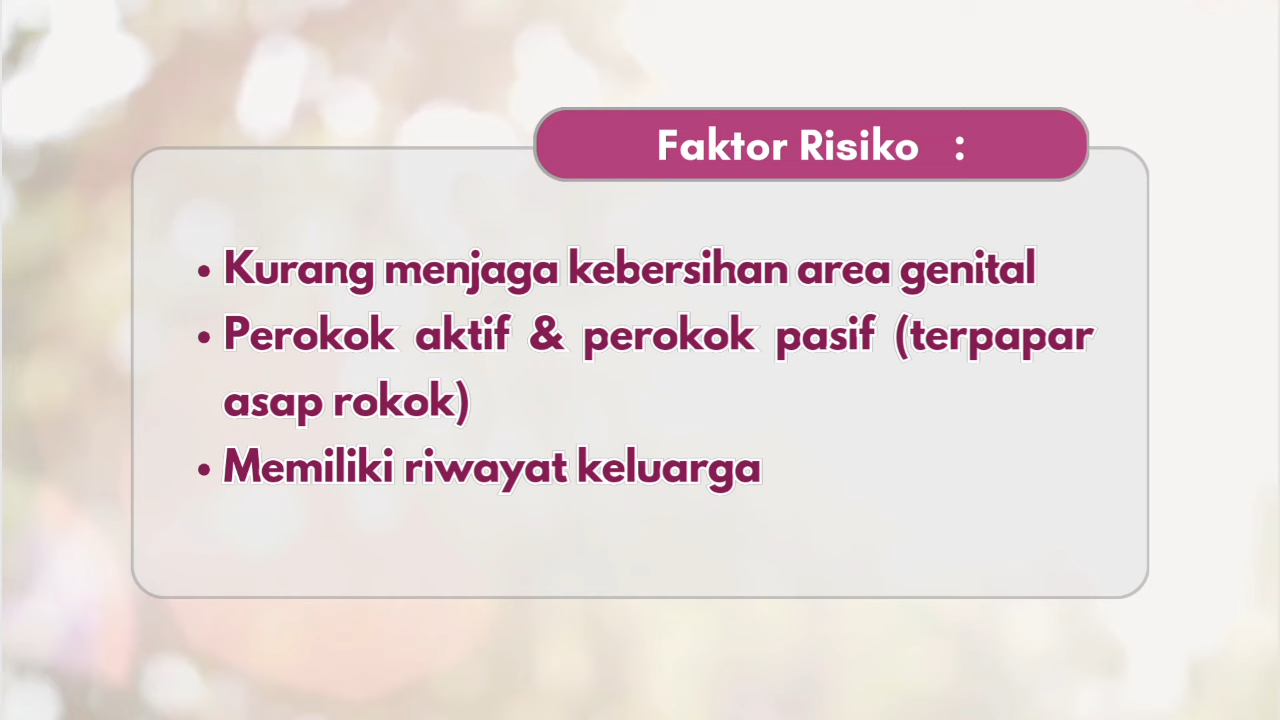 Faktor Risiko :
• Kurang menjaga kebersihan area genital
• Perokok aktif & perokok pasif (terpapar
asap rokok)
• Memiliki riwayat keluarga